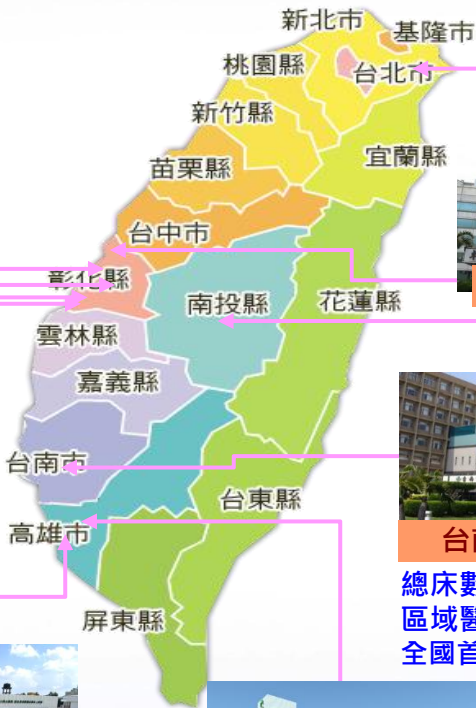 新北市
基隆市
桃園縣
台北市
新竹縣
宜蘭縣
苗栗縣
台中市
彰化縣
南投縣
花蓮縣
雲林縣
嘉義縣
台南市
台東縣
高雄市
屏東縣
總床數
區域醫
全國首